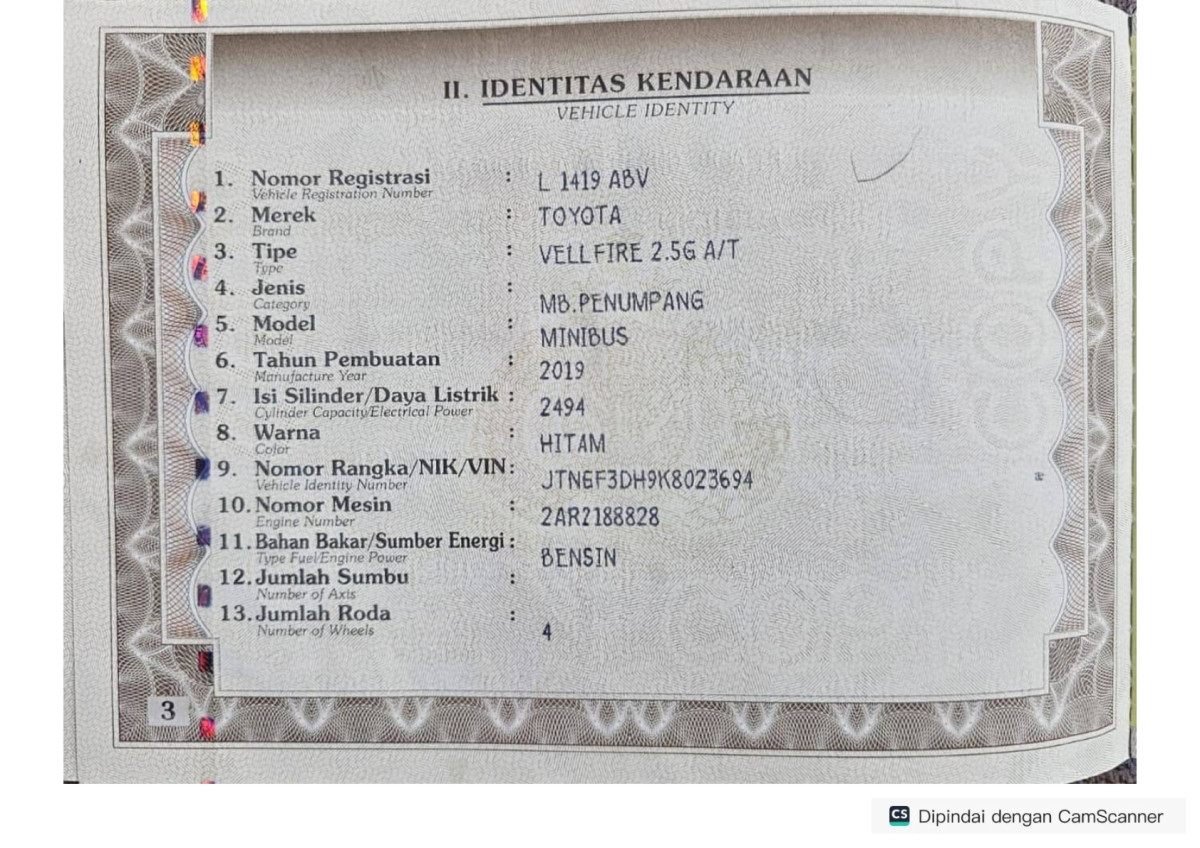 II. IDENTITAS KENDARAAN
VEHICLE IDENTITY
1. Nomor Registrasi : L 1419 ABV
Vehicle Registration Number
2. Merek : TOYOTA
Brand
3. Tipe : VELLFIRE 2.5G A/T
Type
4. Jenis : MB.PENUMPANG
Category
5. Model : MINIBUS
Model
6. Tahun Pembuatan : 2019
Manufacture Year
7. Isi Silinder/Daya Listrik : 2494
Cylinder Capacity/Electrical Power
8. Warna : HITAM
Color
9. Nomor Rangka/NIK/VIN : JTNGF3DH9K8023694
Vehicle Identity Number
10. Nomor Mesin : 2AR2188828
Engine Number
11. Bahan Bakar/Sumber Energi : BENSIN
Type Fuel/Engine Power
12. Jumlah Sumbu :
Number of Axis
13. Jumlah Roda : 4
Number of Wheels
3
CS Dipindai dengan CamScanner